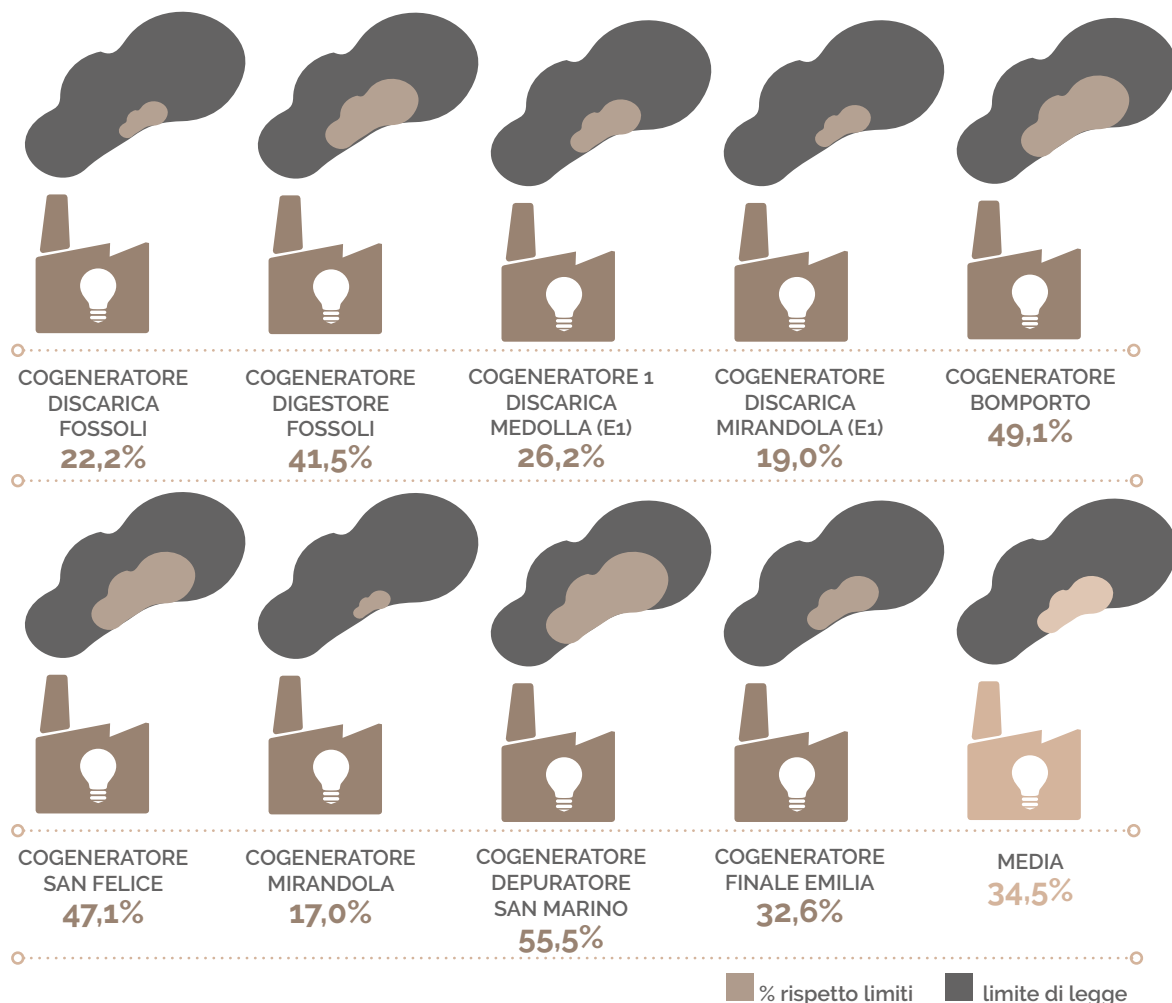 COGENERATORE
DISCARICA
FOSSOLI
22,2%
COGENERATORE
DIGESTORE
FOSSOLI
41,5%
COGENERATORE 1
DISCARICA
MEDOLLA (E1)
26,2%
COGENERATORE
DISCARICA
MIRANDOLA (E1)
19,0%
COGENERATORE
BOMPORTO
49,1%
COGENERATORE
SAN FELICE
47,1%
COGENERATORE
MIRANDOLA
17,0%
COGENERATORE
DEPURATORE
SAN MARINO
55,5%
COGENERATORE
FINALE EMILIA
32,6%
MEDIA
34,5%
% rispetto limiti
limite di legge